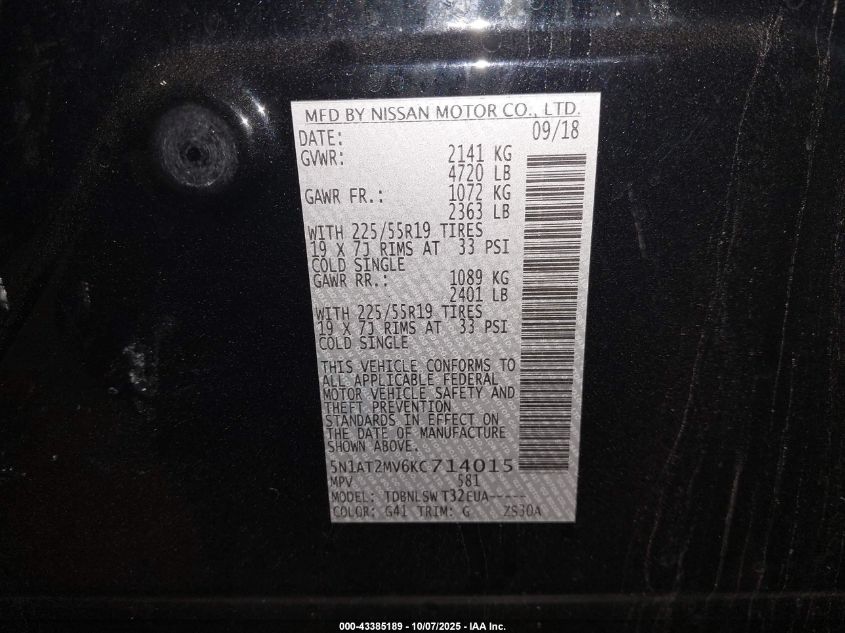 MFD BY NISSAN MOTOR CO., LTD.
DATE: 09/18
GVWR: 2141 KG
4720 LB
GAWR FR.: 1072 KG
2363 LB
WITH 225/55R19 TIRES
19 X 7J RIMS AT 33 PSI
COLD SINGLE
GAWR RR.: 1089 KG
2401 LB
WITH 225/55R19 TIRES
19 X 7J RIMS AT 33 PSI
COLD SINGLE
THIS VEHICLE CONFORMS TO
ALL APPLICABLE FEDERAL
MOTOR VEHICLE SAFETY AND
THEFT PREVENTION
STANDARDS IN EFFECT ON
THE DATE OF MANUFACTURE
SHOWN ABOVE.
5N1AT2MV6KC714015
MPV 581
MODEL: TDBNLSW T32EUA-----
COLOR: G41 TRIM: G ZS30A
000-43385189 - 10/07/2025 - IAA Inc.